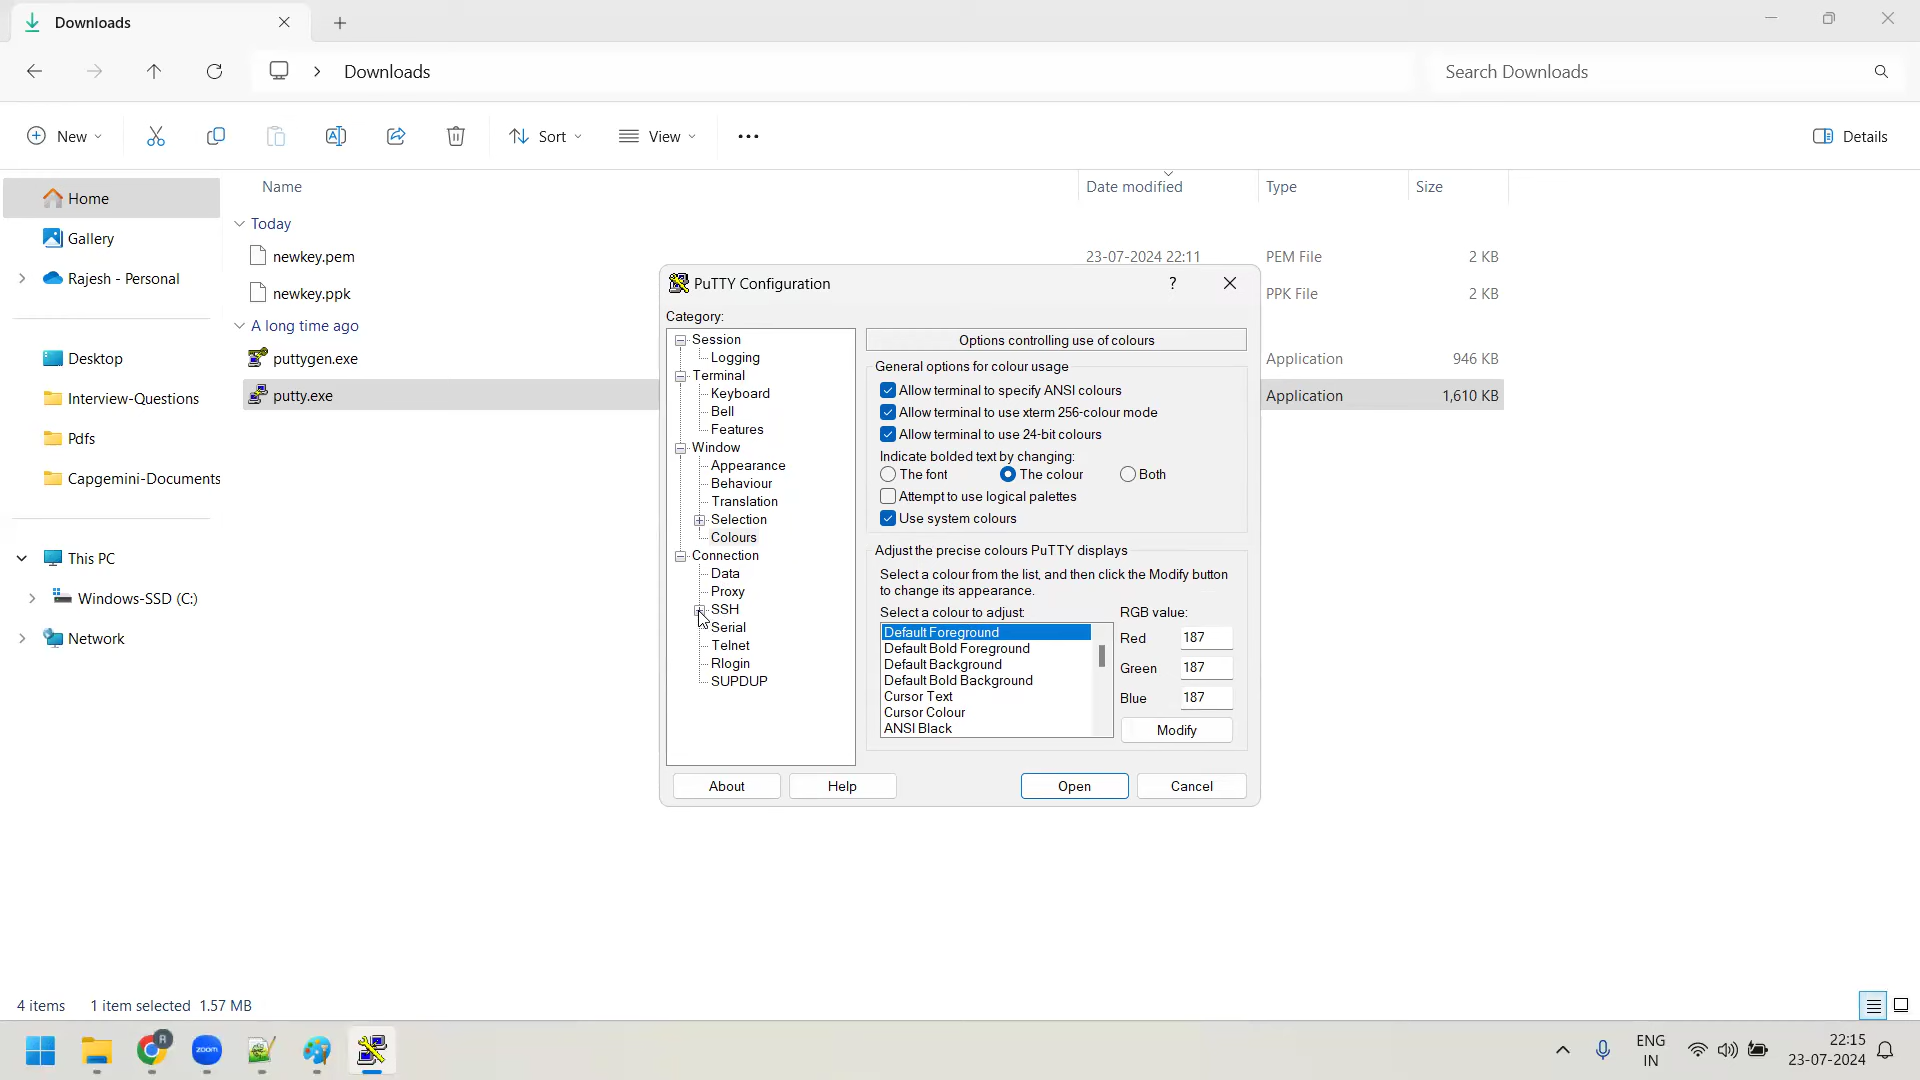 Downloads
Downloads
Search Downloads
New
Sort
View
Details
Home
Gallery
Rajesh - Personal
Desktop
Interview-Questions
Pdfs
Capgemini-Documents
This PC
Windows-SSD (C:)
Network
Name Date modified Type Size
Today
newkey.pem 23-07-2024 22:11 PEM File 2 KB
newkey.ppk PPK File 2 KB
A long time ago
puttygen.exe Application 946 KB
putty.exe Application 1,610 KB
PuTTY Configuration ?
Category:
Session
Logging
Terminal
Keyboard
Bell
Features
Window
Appearance
Behaviour
Translation
Selection
Colours
Connection
Data
Proxy
SSH
Serial
Telnet
Rlogin
SUPDUP
Options controlling use of colours
General options for colour usage
Allow terminal to specify ANSI colours
Allow terminal to use xterm 256-colour mode
Allow terminal to use 24-bit colours
Indicate bolded text by changing:
The font The colour Both
Attempt to use logical palettes
Use system colours
Adjust the precise colours PuTTY displays
Select a colour from the list, and then click the Modify button
to change its appearance.
Select a colour to adjust: RGB value:
Default Foreground
Default Bold Foreground
Default Background
Default Bold Background
Cursor Text
Cursor Colour
ANSI Black
Red 187
Green 187
Blue 187
Modify
About Help Open Cancel
4 items 1 item selected 1.57 MB
R
zoom
ENG
IN
22:15
23-07-2024